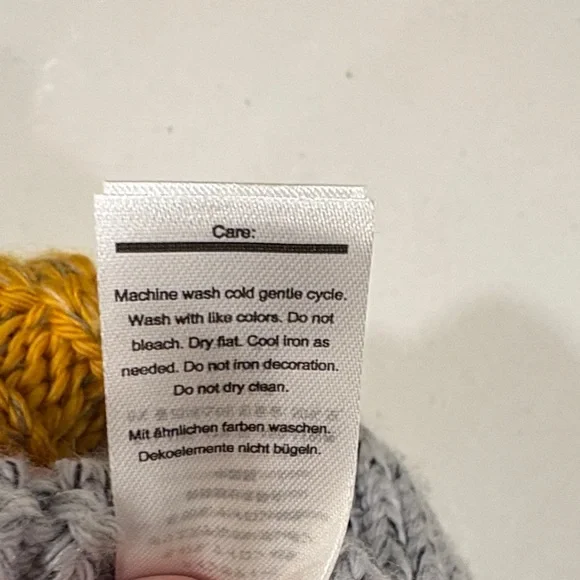 Care:
Machine wash cold gentle cycle.
Wash with like colors. Do not
bleach. Dry flat. Cool iron as
needed. Do not iron decoration.
Do not dry clean.
Mit ähnlichen farben waschen.
Dekoelemente nicht bügeln.